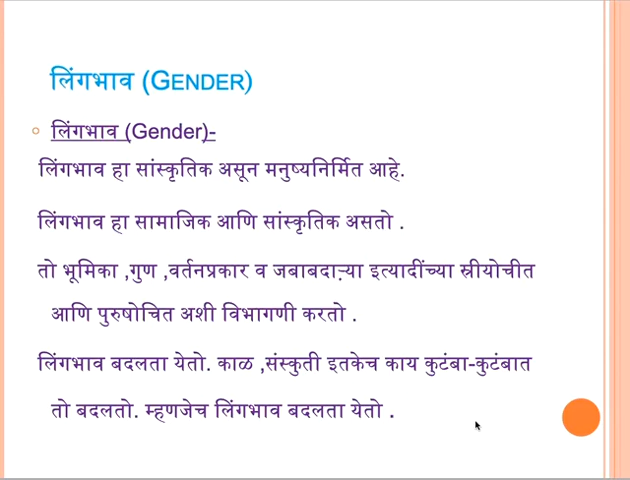 लिंगभाव (GENDER)
लिंगभाव (Gender)-
लिंगभाव हा सांस्कृतिक असून मनुष्यनिर्मित आहे.
लिंगभाव हा सामाजिक आणि सांस्कृतिक असतो .
तो भूमिका ,गुण ,वर्तनप्रकार व जबाबदाऱ्या इत्यादींच्या स्रीयोचीत
आणि पुरुषोचित अशी विभागणी करतो .
लिंगभाव बदलता येतो. काळ ,संस्कुती इतकेच काय कुटंबा-कुटंबात
तो बदलतो. म्हणजेच लिंगभाव बदलता येतो .